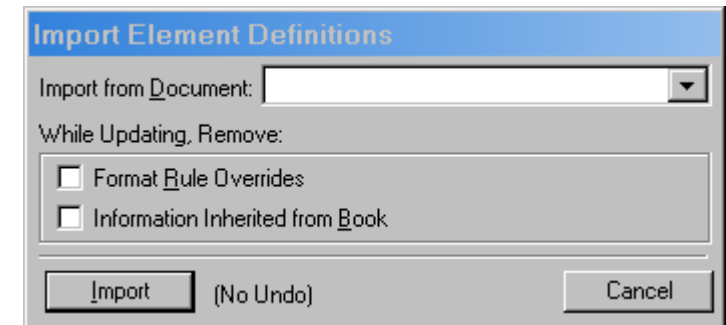 Import Element Definitions
Import from Document:
While Updating, Remove:
Format Rule Overrides
Information Inherited from Book
Import (No Undo) Cancel